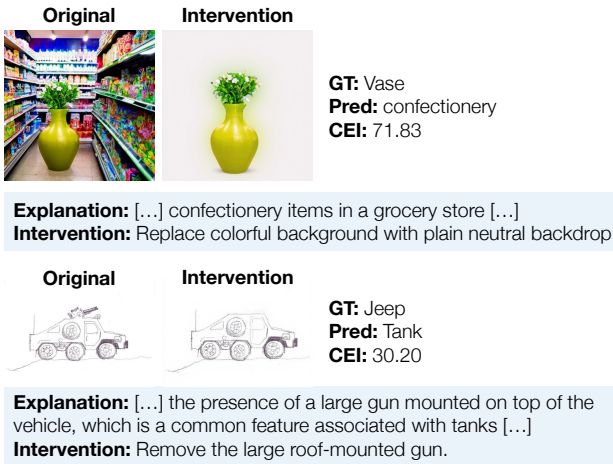 Original Intervention
GT: Vase
Pred: confectionery
CEI: 71.83
Explanation: […] confectionery items in a grocery store […]
Intervention: Replace colorful background with plain neutral backdrop
Original Intervention
GT: Jeep
Pred: Tank
CEI: 30.20
Explanation: […] the presence of a large gun mounted on top of the
vehicle, which is a common feature associated with tanks […]
Intervention: Remove the large roof-mounted gun.